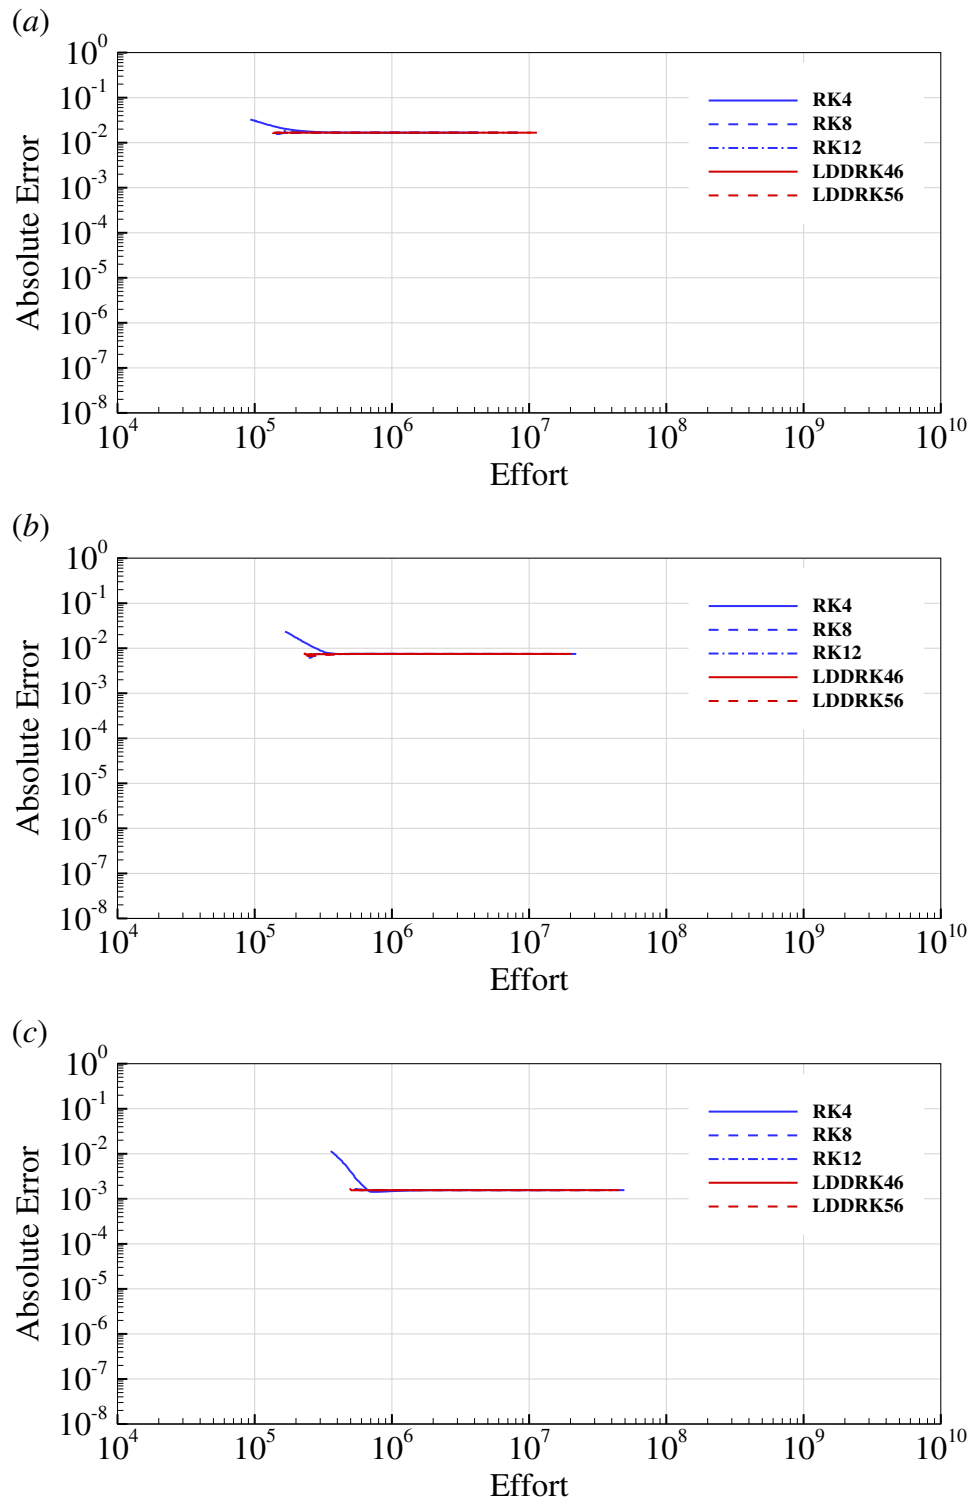 (a)
Absolute Error
10^0
10^-1
10^-2
10^-3
10^-4
10^-5
10^-6
10^-7
10^-8
RK4
RK8
RK12
LDDRK46
LDDRK56
10^4 10^5 10^6 10^7 10^8 10^9 10^10
Effort
(b)
Absolute Error
10^0
10^-1
10^-2
10^-3
10^-4
10^-5
10^-6
10^-7
10^-8
RK4
RK8
RK12
LDDRK46
LDDRK56
10^4 10^5 10^6 10^7 10^8 10^9 10^10
Effort
(c)
Absolute Error
10^0
10^-1
10^-2
10^-3
10^-4
10^-5
10^-6
10^-7
10^-8
RK4
RK8
RK12
LDDRK46
LDDRK56
10^4 10^5 10^6 10^7 10^8 10^9 10^10
Effort